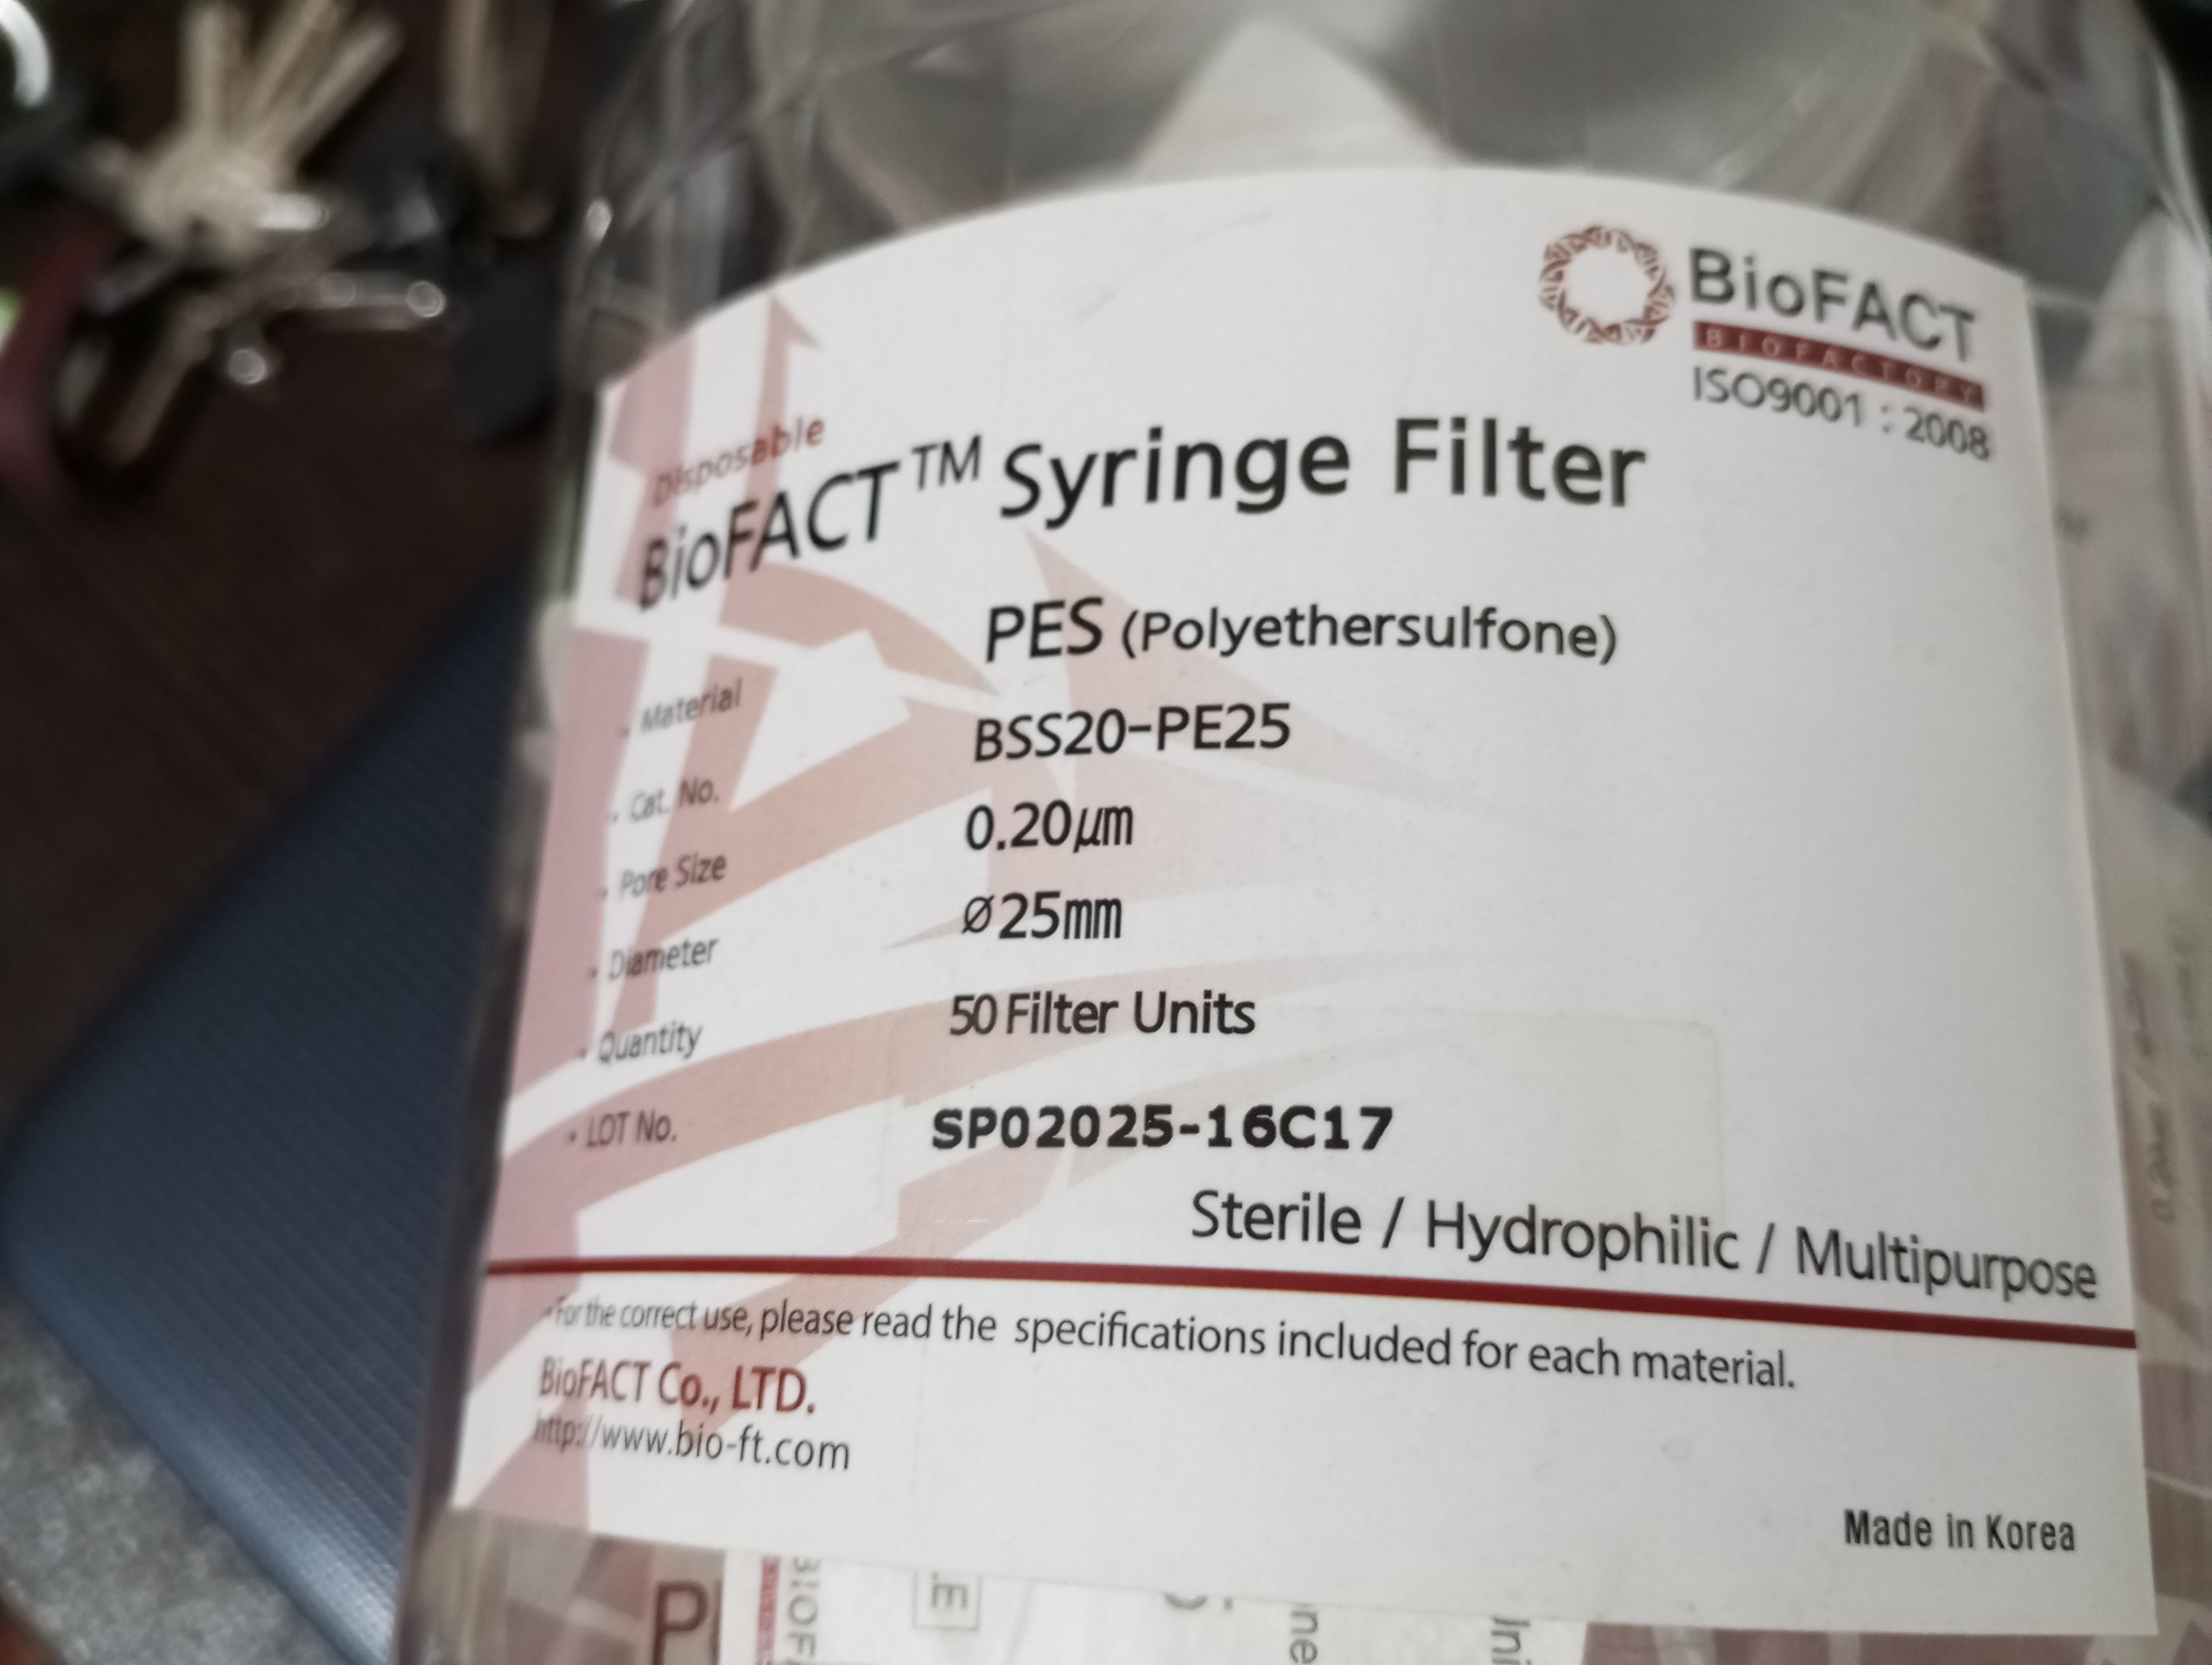 BioFACT
BIOFACTORY
ISO9001 : 2008
Disposable
BioFACT™ Syringe Filter
• Material PES (Polyethersulfone)
• Cat. No. BSS20-PE25
• Pore Size 0.20㎛
• Diameter Ø25㎜
• Quantity 50 Filter Units
• LOT No. SP02025-16C17
Sterile / Hydrophilic / Multipurpose
For the correct use, please read the specifications included for each material.
BioFACT Co., LTD.
http://www.bio-ft.com
Made in Korea